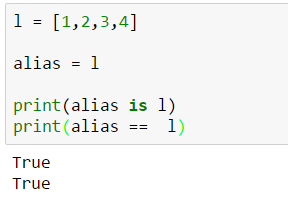 l = [1,2,3,4]
alias = l
print(alias is l)
print(alias ==  l)
True
True